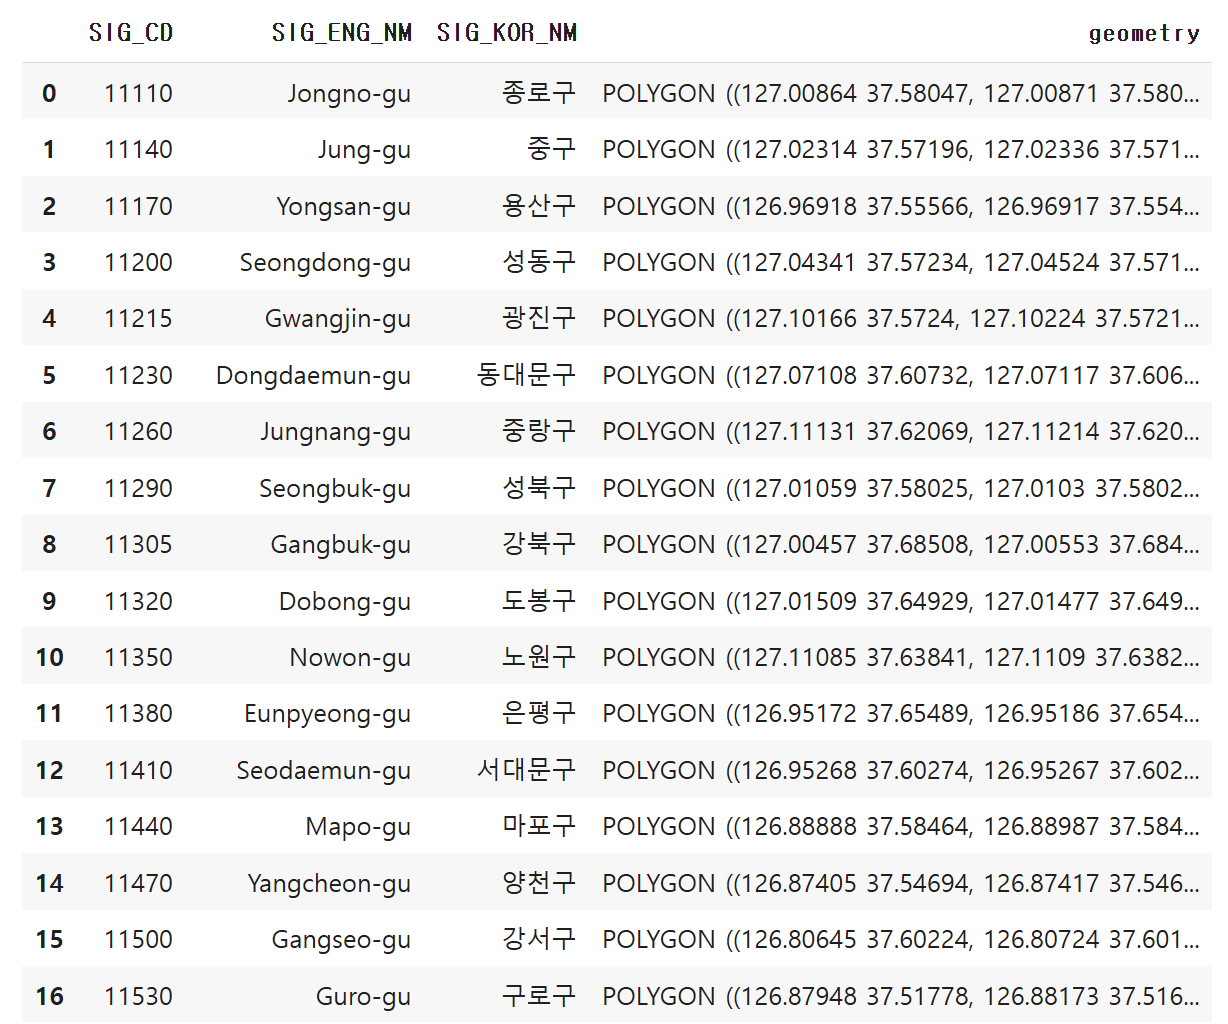 SIG_CD SIG_ENG_NM SIG_KOR_NM geometry
0 11110 Jongno-gu 종로구 POLYGON ((127.00864 37.58047, 127.00871 37.580...
1 11140 Jung-gu 중구 POLYGON ((127.02314 37.57196, 127.02336 37.571...
2 11170 Yongsan-gu 용산구 POLYGON ((126.96918 37.55566, 126.96917 37.554...
3 11200 Seongdong-gu 성동구 POLYGON ((127.04341 37.57234, 127.04524 37.571...
4 11215 Gwangjin-gu 광진구 POLYGON ((127.10166 37.5724, 127.10224 37.5721...
5 11230 Dongdaemun-gu 동대문구 POLYGON ((127.07108 37.60732, 127.07117 37.606...
6 11260 Jungnang-gu 중랑구 POLYGON ((127.11131 37.62069, 127.11214 37.620...
7 11290 Seongbuk-gu 성북구 POLYGON ((127.01059 37.58025, 127.0103 37.5802...
8 11305 Gangbuk-gu 강북구 POLYGON ((127.00457 37.68508, 127.00553 37.684...
9 11320 Dobong-gu 도봉구 POLYGON ((127.01509 37.64929, 127.01477 37.649...
10 11350 Nowon-gu 노원구 POLYGON ((127.11085 37.63841, 127.1109 37.6382...
11 11380 Eunpyeong-gu 은평구 POLYGON ((126.95172 37.65489, 126.95186 37.654...
12 11410 Seodaemun-gu 서대문구 POLYGON ((126.95268 37.60274, 126.95267 37.602...
13 11440 Mapo-gu 마포구 POLYGON ((126.88888 37.58464, 126.88987 37.584...
14 11470 Yangcheon-gu 양천구 POLYGON ((126.87405 37.54694, 126.87417 37.546...
15 11500 Gangseo-gu 강서구 POLYGON ((126.80645 37.60224, 126.80724 37.601...
16 11530 Guro-gu 구로구 POLYGON ((126.87948 37.51778, 126.88173 37.516...